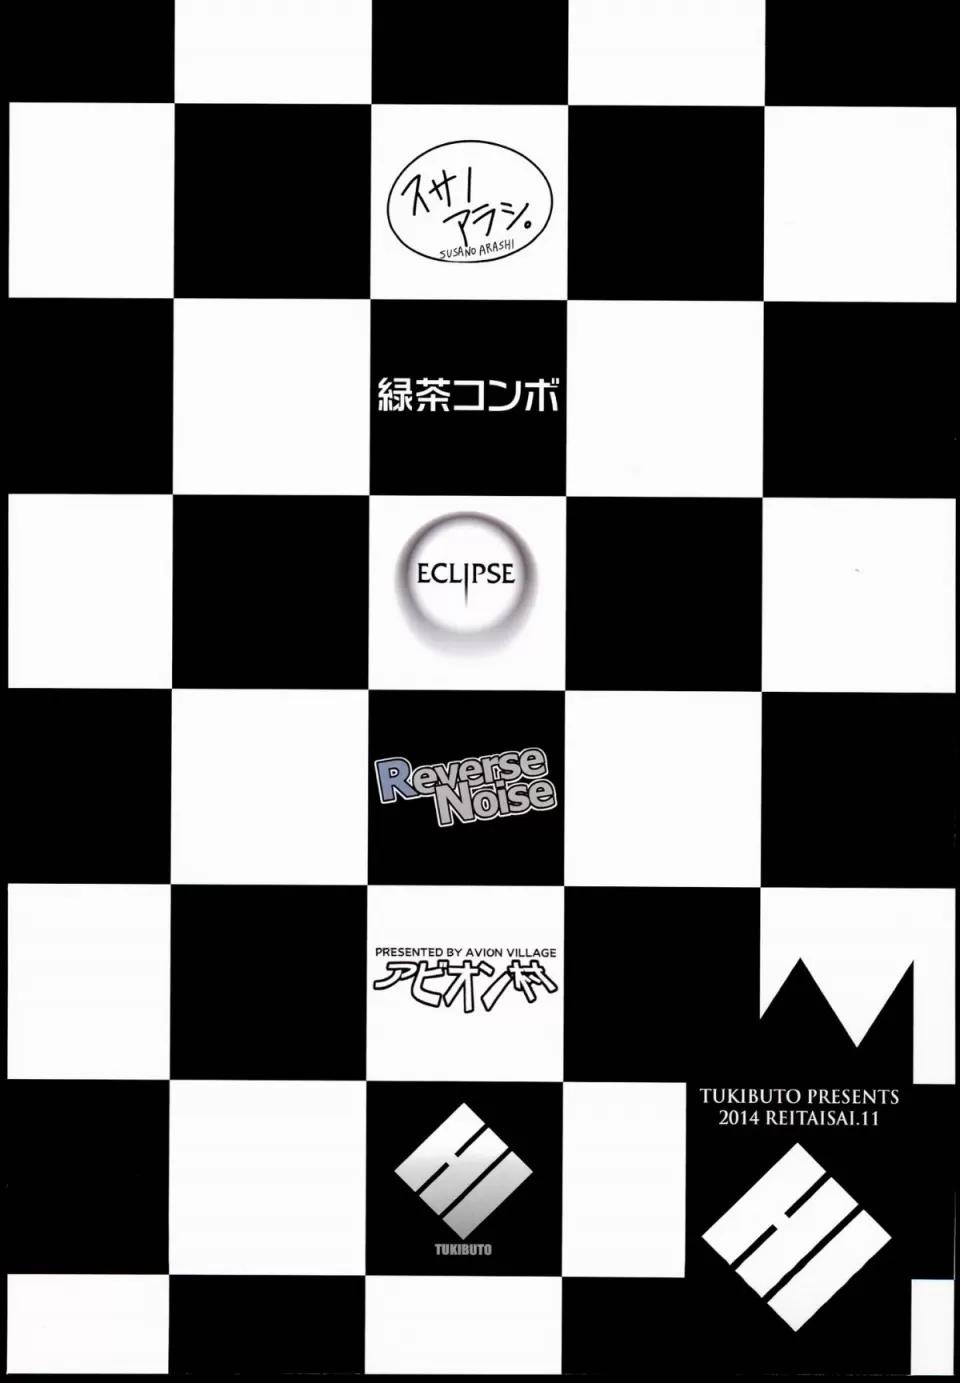 スサノ
アラシ。
SUSANO ARASHI
緑茶コンボ
ECLIPSE
Reverse
Noise
PRESENTED BY AVION VILLAGE
アビオン村
TUKIBUTO PRESENTS
2014 REITAISAI.11
TUKIBUTO